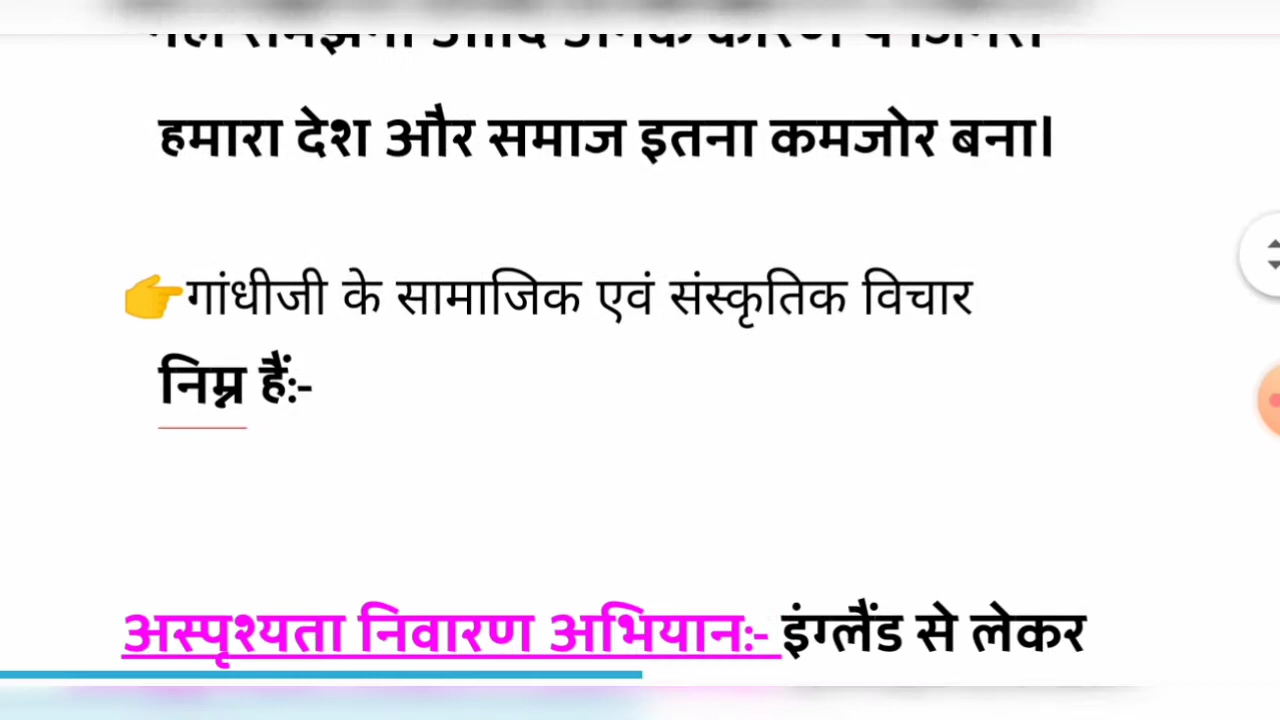 हमारा देश और समाज इतना कमजोर बना।
👉गांधीजी के सामाजिक एवं संस्कृतिक विचार
निम्न हैं:-
अस्पृश्यता निवारण अभियान:- इंग्लैंड से लेकर